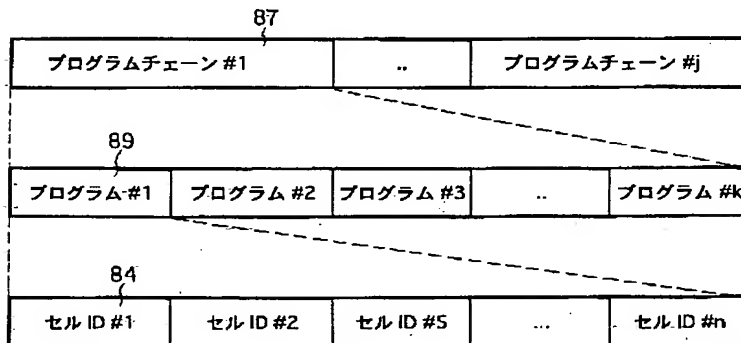 87
プログラムチェーン #1 .. プログラムチェーン #j
89
プログラム #1 プログラム #2 プログラム #3 .. プログラム #k
84
セル ID #1 セル ID #2 セル ID #5 ... セル ID #n